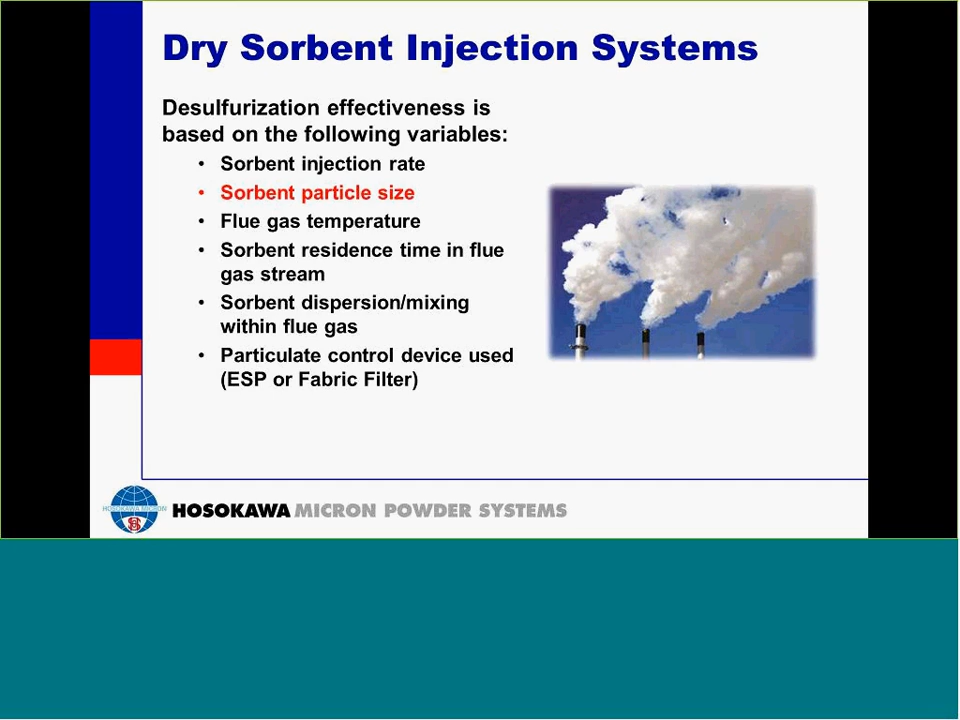 Dry Sorbent Injection Systems
Desulfurization effectiveness is
based on the following variables:
• Sorbent injection rate
• Sorbent particle size
• Flue gas temperature
• Sorbent residence time in flue
gas stream
• Sorbent dispersion/mixing
within flue gas
• Particulate control device used
(ESP or Fabric Filter)
HOSOKAWA MICRON
HOSOKAWA MICRON POWDER SYSTEMS